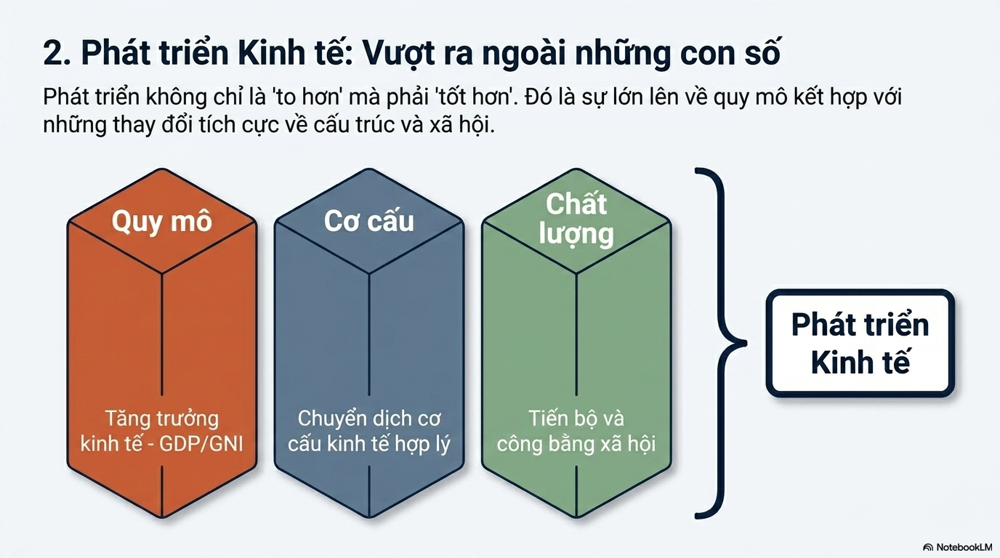 2. Phát triển Kinh tế: Vượt ra ngoài những con số
Phát triển không chỉ là 'to hơn' mà phải 'tốt hơn'. Đó là sự lớn lên về quy mô kết hợp với
những thay đổi tích cực về cấu trúc và xã hội.
Quy mô
Tăng trưởng
kinh tế - GDP/GNI
Cơ cấu
Chuyển dịch cơ
cấu kinh tế hợp lý
Chất
lượng
Tiến bộ và
công bằng xã hội
Phát triển
Kinh tế
NotebookLM